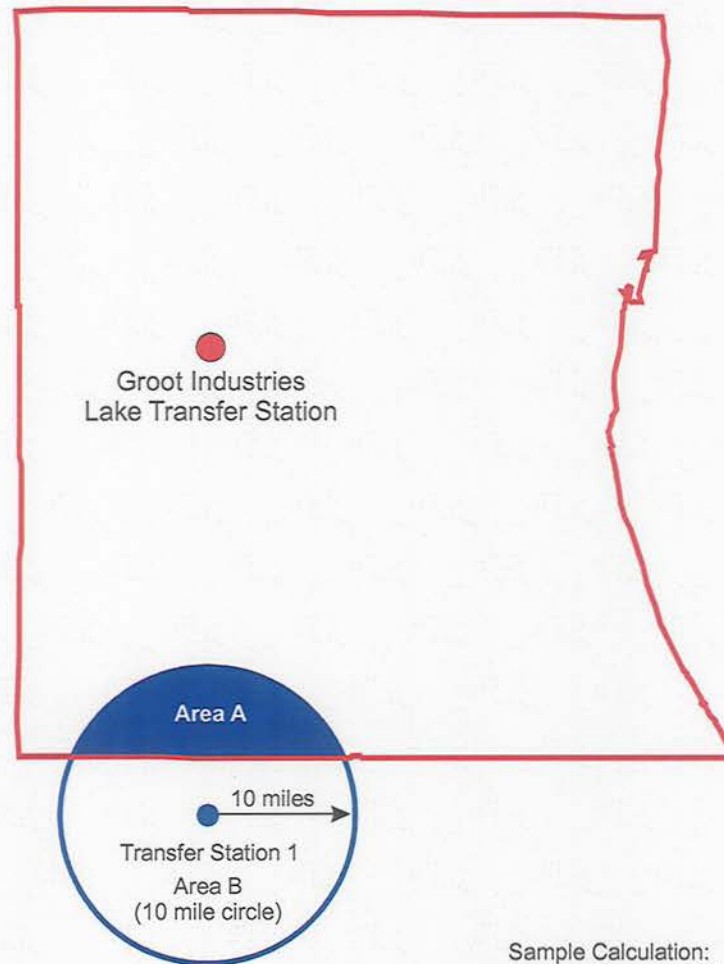 Groot Industries
Lake Transfer Station
Area A
10 miles
Transfer Station 1
Area B
(10 mile circle)
Sample Calculation: